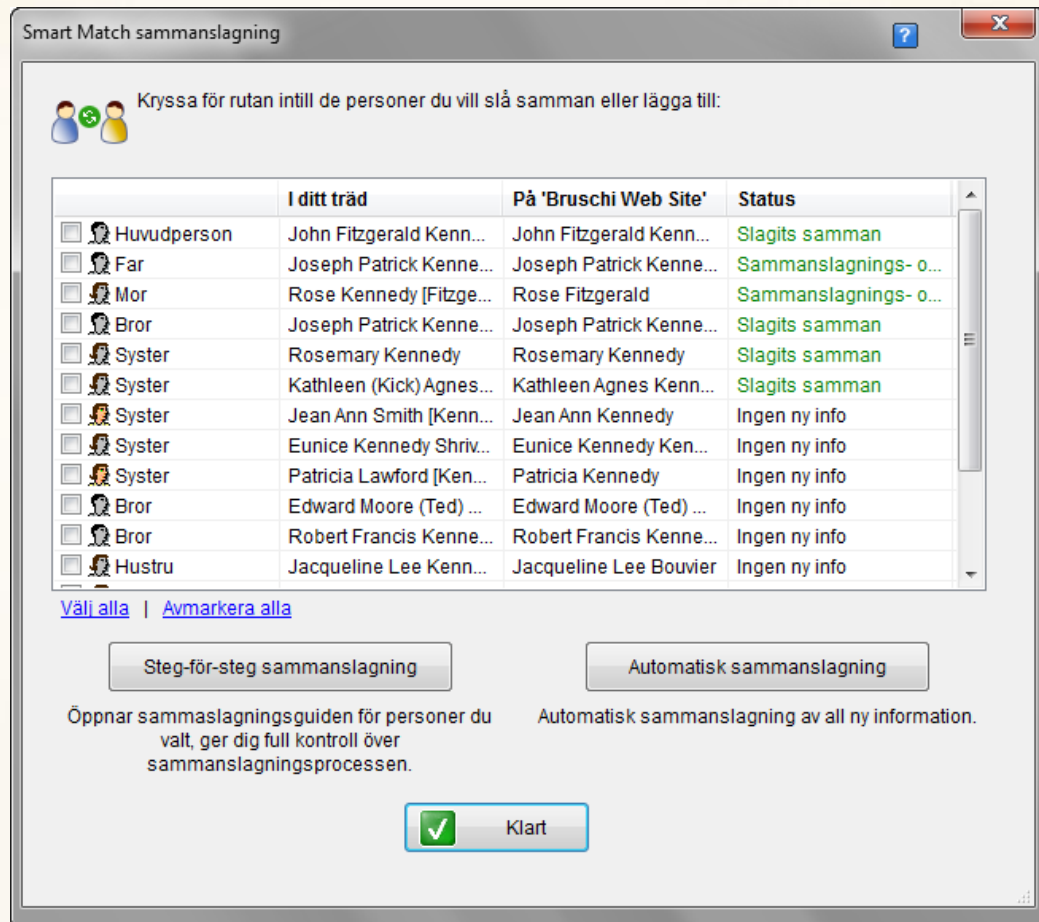 Smart Match sammanslagning
Kryssa för rutan intill de personer du vill slå samman eller lägga till:
I ditt träd På 'Bruschi Web Site' Status
Huvudperson John Fitzgerald Kenn... John Fitzgerald Kenn... Slagits samman
Far Joseph Patrick Kenne... Joseph Patrick Kenne... Sammanslagnings- o...
Mor Rose Kennedy [Fitzge... Rose Fitzgerald Sammanslagnings- o...
Bror Joseph Patrick Kenne... Joseph Patrick Kenne... Slagits samman
Syster Rosemary Kennedy Rosemary Kennedy Slagits samman
Syster Kathleen (Kick) Agnes... Kathleen Agnes Kenn... Slagits samman
Syster Jean Ann Smith [Kenn... Jean Ann Kennedy Ingen ny info
Syster Eunice Kennedy Shriv... Eunice Kennedy Ken... Ingen ny info
Syster Patricia Lawford [Ken... Patricia Kennedy Ingen ny info
Bror Edward Moore (Ted) ... Edward Moore (Ted) ... Ingen ny info
Bror Robert Francis Kenne... Robert Francis Kenne... Ingen ny info
Hustru Jacqueline Lee Kenn... Jacqueline Lee Bouvier Ingen ny info
Välj alla | Avmarkera alla
Steg-för-steg sammanslagning Automatisk sammanslagning
Öppnar sammaslagningsguiden för personer du Automatisk sammanslagning av all ny information.
valt, ger dig full kontroll över
sammanslagningsprocessen.
Klart